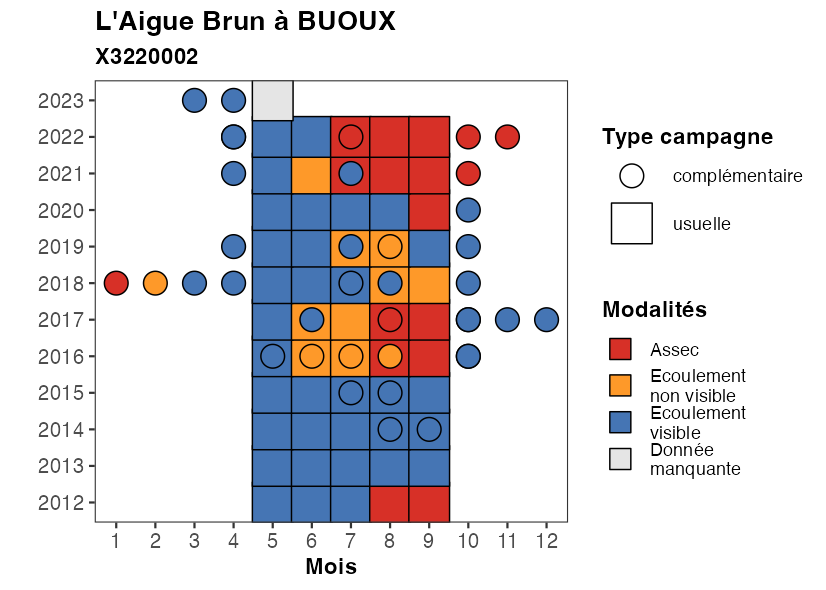 L'Aigue Brun à BUOUX
X3220002
2023
2022
2021
2020
2019
2018
2017
2016
2015
2014
2013
2012
1 2 3 4 5 6 7 8 9 10 11 12
Mois
Type campagne
complémentaire
usuelle
Modalités
Assec
Ecoulement
non visible
Ecoulement
visible
Donnée
manquante